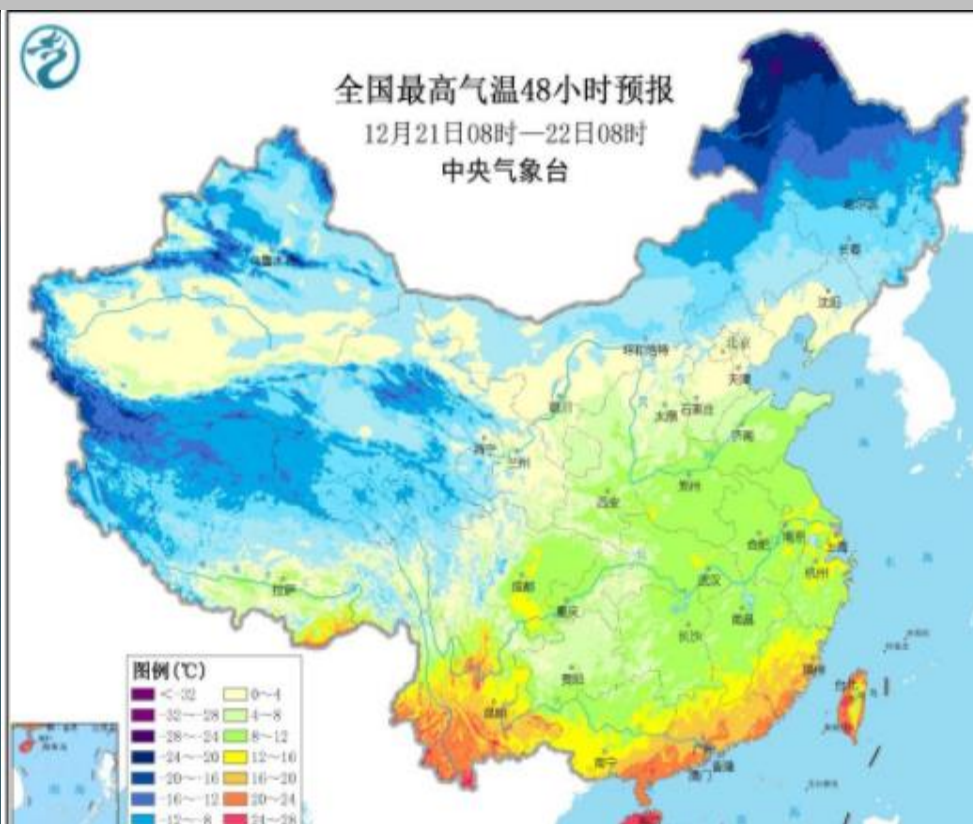 全国最高气温48小时预报
12月21日08时—22日08时
中央气象台
哈尔滨
长春
乌鲁木齐
沈阳
呼和浩特
北京
天津
银川
太原
石家庄
济南
西宁
兰州
西安
郑州
合肥
南京
上海
拉萨
成都
武汉
杭州
重庆
南昌
长沙
贵阳
福州
台北
昆明
南宁
广州
香港
澳门
图例(℃)
<-32
0~4
-32~-28
4~8
-28~-24
8~12
-24~-20
12~16
-20~-16
16~20
-16~-12
20~24
-12~-8
24~28